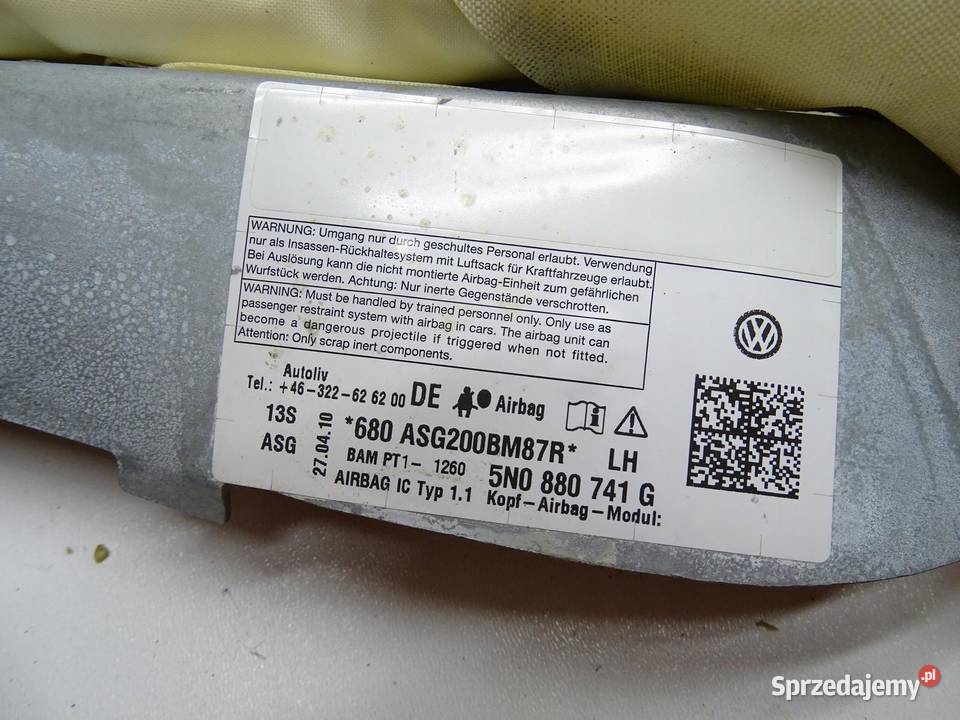 WARNUNG: Umgang nur durch geschultes Personal erlaubt. Verwendung
nur als Insassen-Rückhaltesystem mit Luftsack für Kraftfahrzeuge erlaubt.
Bei Auslösung kann die nicht montierte Airbag-Einheit zum gefährlichen
Wurfstück werden. Achtung: Nur inerte Gegenstände verschrotten.
WARNING: Must be handled by trained personnel only. Only use as
passenger restraint system with airbag in cars. The airbag unit can
become a dangerous projectile if triggered when not fitted.
Attention: Only scrap inert components.
Autoliv
Tel.: +46-322-62 62 00 DE Airbag
13S
ASG
27.04.10
*680 ASG200BM87R* LH
BAM PT1- 1260 5N0 880 741 G
AIRBAG IC Typ 1.1 Kopf-Airbag-Modul:
VW
Sprzedajemy.pl